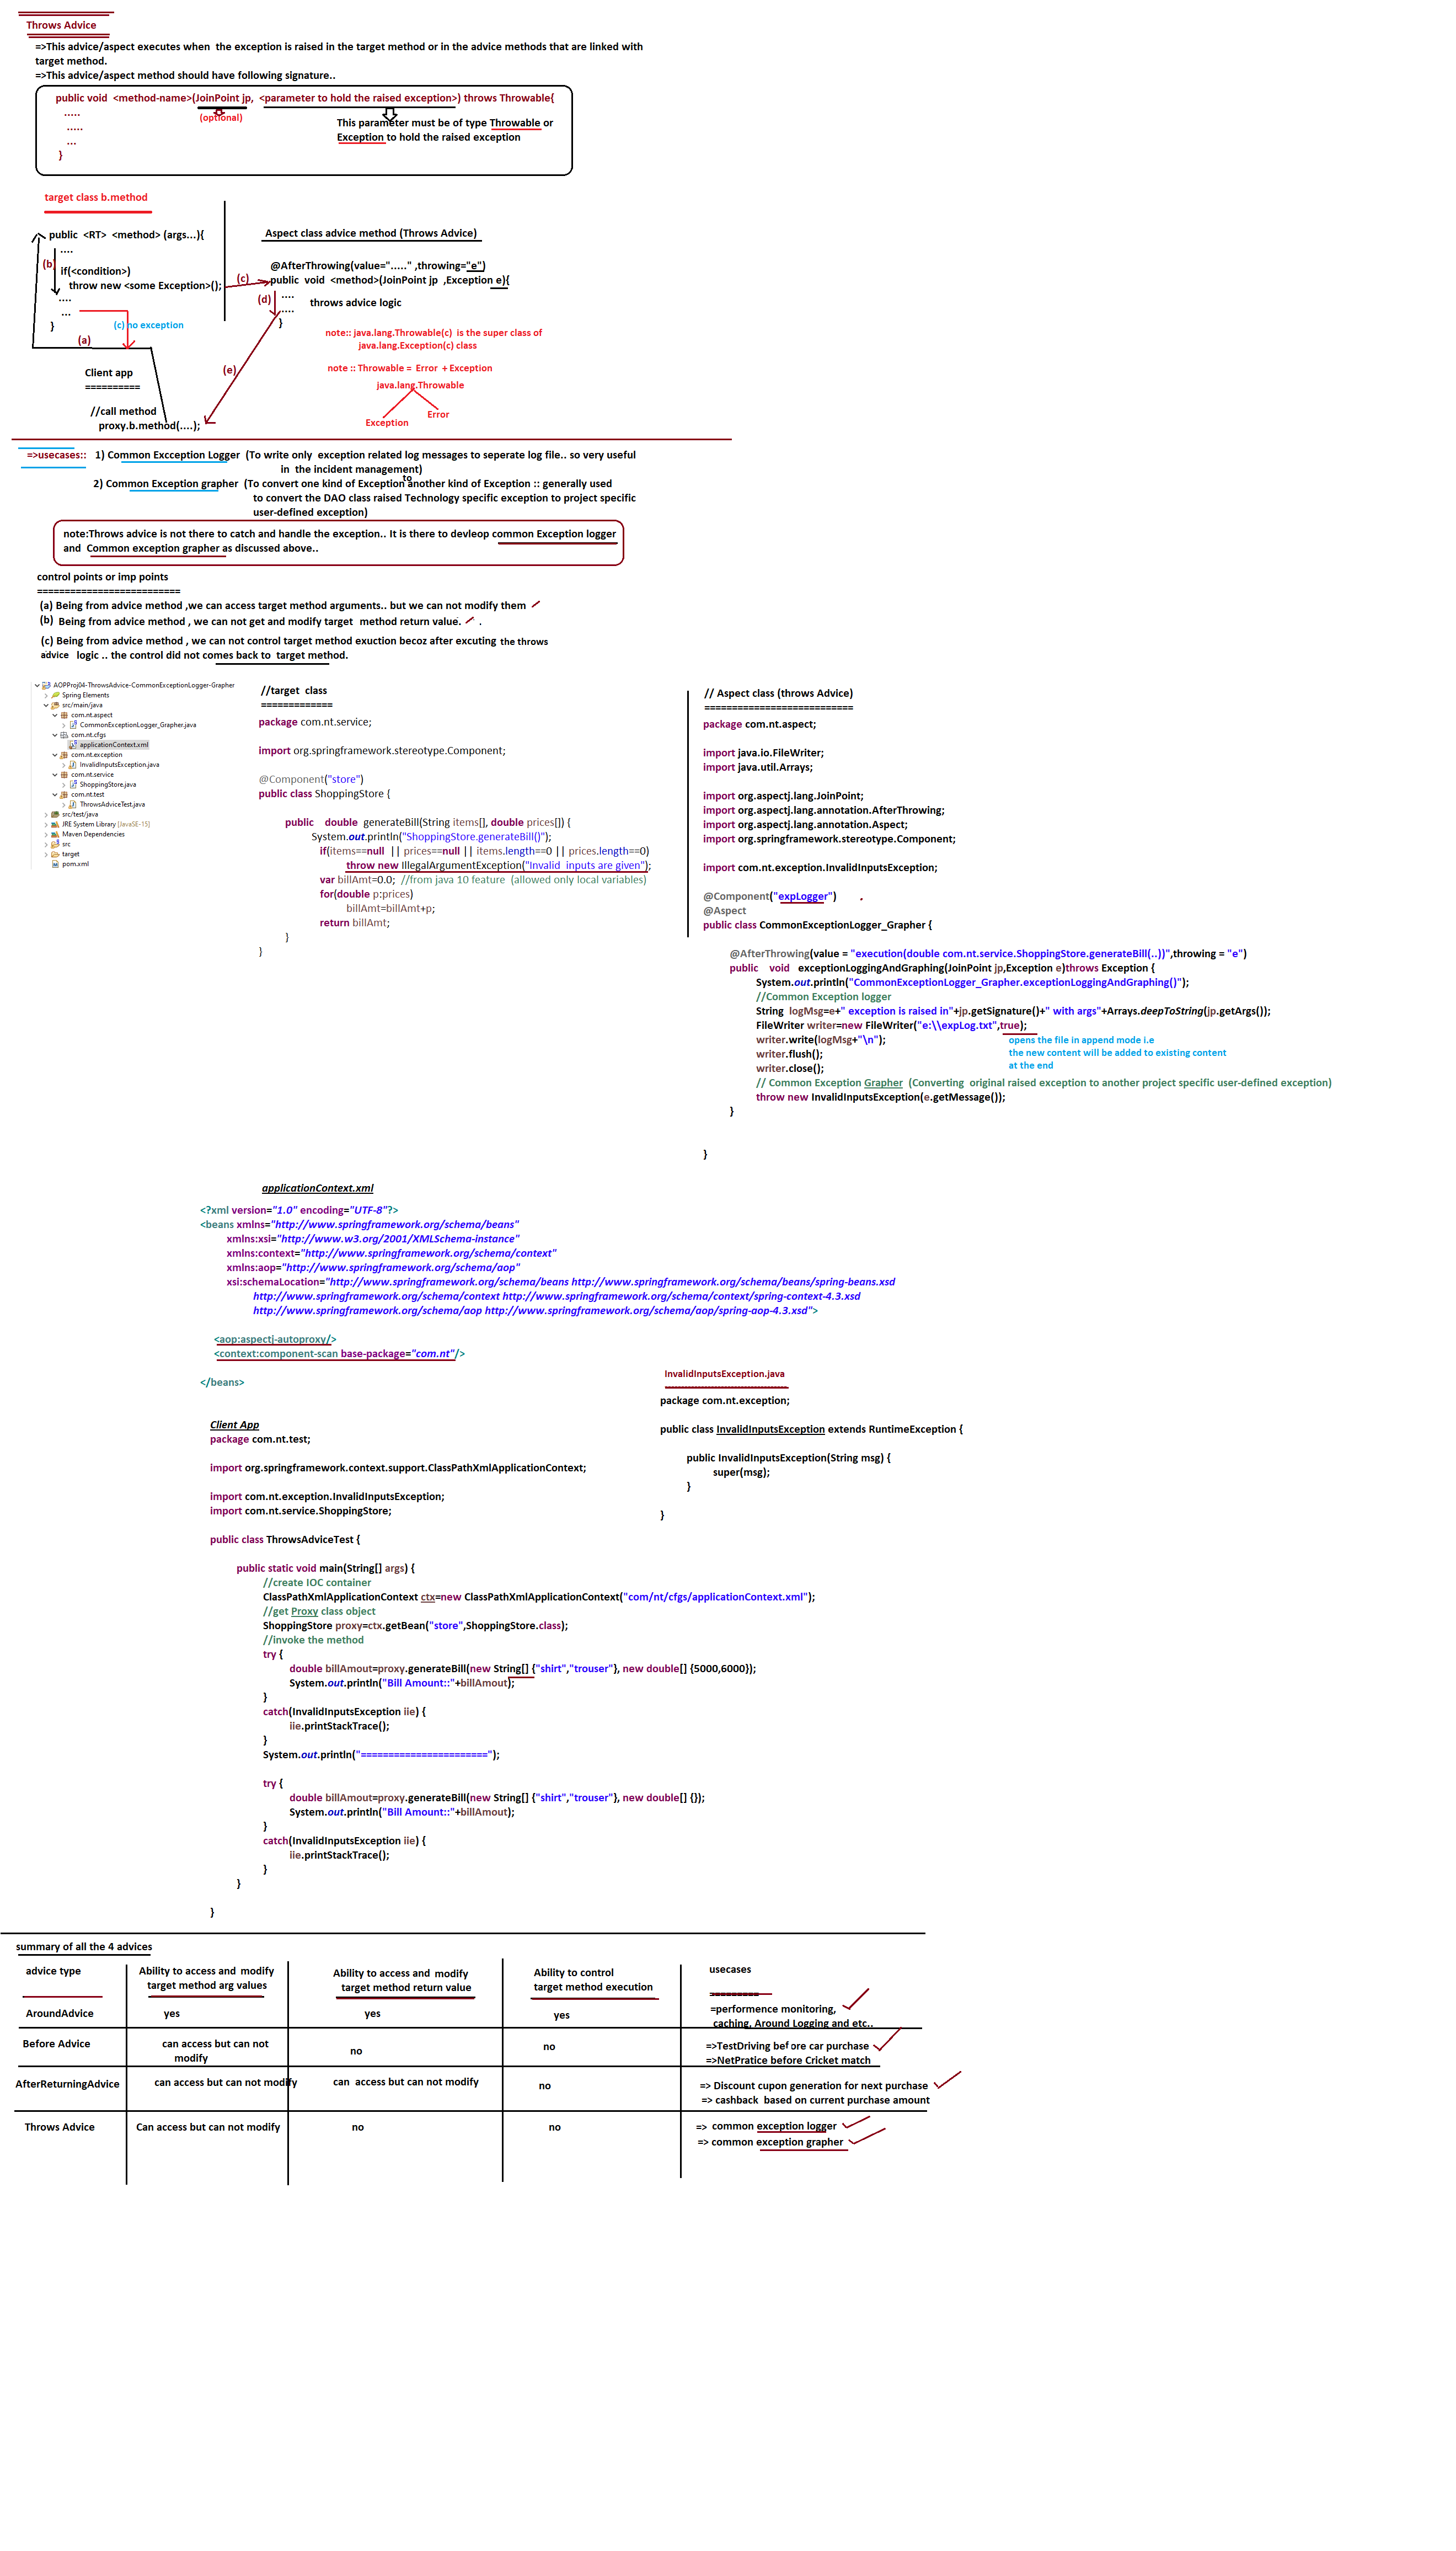 Throws Advice
=>This advice/aspect executes when  the exception is raised in the target method or in the advice methods that are linked with
target method.
=>This advice/aspect method should have following signature..
public void  <method-name>(JoinPoint jp,  <parameter to hold the raised exception>) throws Throwable{
.....
(optional)
.....
This parameter must be of type Throwable or
...
Exception to hold the raised exception
}
target class b.method
public  <RT>  <method> (args...){
....
(b)
if(<condition>)
throw new <some Exception>();
....
...
}
(c) no exception
(a)
Client app
==========
//call method
proxy.b.method(....);
Aspect class advice method (Throws Advice)
@AfterThrowing(value="....." ,throwing="e")
(c)
public  void  <method>(JoinPoint jp  ,Exception e){
(d)
....
throws advice logic
....
}
(e)
note:: java.lang.Throwable(c)  is the super class of
java.lang.Exception(c) class
note :: Throwable =  Error  + Exception
java.lang.Throwable
Exception
Error
=>usecases::   1) Common Excception Logger  (To write only  exception related log messages to seperate log file.. so very useful
in  the incident management)
to
2) Common Exception grapher  (To convert one kind of Exception another kind of Exception :: generally used
to convert the DAO class raised Technology specific exception to project specific
user-defined exception)
note:Throws advice is not there to catch and handle the exception.. It is there to devleop common Exception logger
and  Common exception grapher as discussed above..
control points or imp points
==========================
(a) Being from advice method ,we can access target method arguments.. but we can not modify them
(b)  Being from advice method , we can not get and modify target  method return value.  .
(c) Being from advice method , we can not control target method exuction becoz after excuting  the throws
advice  logic .. the control did not comes back to  target method.
AOPProj04-ThrowsAdvice-CommonExceptionLogger-Grapher
Spring Elements
src/main/java
com.nt.aspect
CommonExceptionLogger_Grapher.java
com.nt.cfgs
applicationContext.xml
com.nt.exception
InvalidInputsException.java
com.nt.service
ShoppingStore.java
com.nt.test
ThrowsAdviceTest.java
src/test/java
JRE System Library [JavaSE-15]
Maven Dependencies
src
target
pom.xml
//target  class
=============
package com.nt.service;
import org.springframework.stereotype.Component;
@Component("store")
public class ShoppingStore {
public    double  generateBill(String items[], double prices[]) {
System.out.println("ShoppingStore.generateBill()");
if(items==null  || prices==null || items.length==0 || prices.length==0)
throw new IllegalArgumentException("Invalid  inputs are given");
var billAmt=0.0;  //from java 10 feature  (allowed only local variables)
for(double p:prices)
billAmt=billAmt+p;
return billAmt;
}
}
// Aspect class (throws Advice)
===========================
package com.nt.aspect;
import java.io.FileWriter;
import java.util.Arrays;
import org.aspectj.lang.JoinPoint;
import org.aspectj.lang.annotation.AfterThrowing;
import org.aspectj.lang.annotation.Aspect;
import org.springframework.stereotype.Component;
import com.nt.exception.InvalidInputsException;
@Component("expLogger")
@Aspect
public class CommonExceptionLogger_Grapher {
@AfterThrowing(value = "execution(double com.nt.service.ShoppingStore.generateBill(..))",throwing = "e")
public    void   exceptionLoggingAndGraphing(JoinPoint jp,Exception e)throws Exception {
System.out.println("CommonExceptionLogger_Grapher.exceptionLoggingAndGraphing()");
//Common Exception logger
String  logMsg=e+" exception is raised in"+jp.getSignature()+" with args"+Arrays.deepToString(jp.getArgs());
FileWriter writer=new FileWriter("e:\\expLog.txt",true);
writer.write(logMsg+"\n");
opens the file in append mode i.e
writer.flush();
the new content will be added to existing content
writer.close();
at the end
// Common Exception Grapher  (Converting  original raised exception to another project specific user-defined exception)
throw new InvalidInputsException(e.getMessage());
}
}
applicationContext.xml
<?xml version="1.0" encoding="UTF-8"?>
<beans xmlns="http://www.springframework.org/schema/beans"
xmlns:xsi="http://www.w3.org/2001/XMLSchema-instance"
xmlns:context="http://www.springframework.org/schema/context"
xmlns:aop="http://www.springframework.org/schema/aop"
xsi:schemaLocation="http://www.springframework.org/schema/beans http://www.springframework.org/schema/beans/spring-beans.xsd
http://www.springframework.org/schema/context http://www.springframework.org/schema/context/spring-context-4.3.xsd
http://www.springframework.org/schema/aop http://www.springframework.org/schema/aop/spring-aop-4.3.xsd">
<aop:aspectj-autoproxy/>
<context:component-scan base-package="com.nt"/>
</beans>
InvalidInputsException.java
package com.nt.exception;
public class InvalidInputsException extends RuntimeException {
public InvalidInputsException(String msg) {
super(msg);
}
}
Client App
package com.nt.test;
import org.springframework.context.support.ClassPathXmlApplicationContext;
import com.nt.exception.InvalidInputsException;
import com.nt.service.ShoppingStore;
public class ThrowsAdviceTest {
public static void main(String[] args) {
//create IOC container
ClassPathXmlApplicationContext ctx=new ClassPathXmlApplicationContext("com/nt/cfgs/applicationContext.xml");
//get Proxy class object
ShoppingStore proxy=ctx.getBean("store",ShoppingStore.class);
//invoke the method
try {
double billAmout=proxy.generateBill(new String[] {"shirt","trouser"}, new double[] {5000,6000});
System.out.println("Bill Amount::"+billAmout);
}
catch(InvalidInputsException iie) {
iie.printStackTrace();
}
System.out.println("=======================");
try {
double billAmout=proxy.generateBill(new String[] {"shirt","trouser"}, new double[] {});
System.out.println("Bill Amount::"+billAmout);
}
catch(InvalidInputsException iie) {
iie.printStackTrace();
}
}
}
summary of all the 4 advices
advice type
Ability to access and  modify
target method arg values
Ability to access and  modify
target method return value
Ability to control
target method execution
usecases
=========
AroundAdvice
yes
yes
yes
=performence monitoring,
caching, Around Logging and etc..
Before Advice
can access but can not
modify
no
no
=>TestDriving before car purchase
=>NetPratice before Cricket match
AfterReturningAdvice
can access but can not modify
can  access but can not modify
no
=> Discount cupon generation for next purchase
=> cashback  based on current purchase amount
Throws Advice
Can access but can not modify
no
no
=>  common exception logger
=> common exception grapher